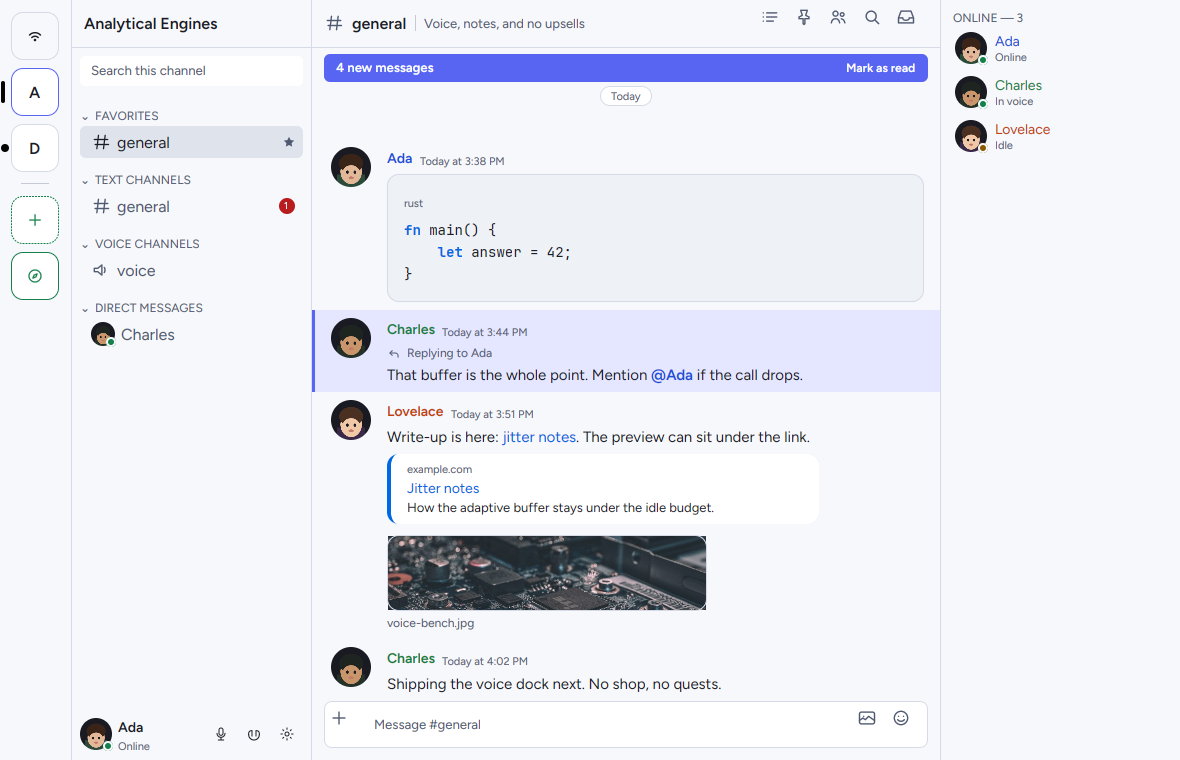 A
D
Analytical Engines
Search this channel
FAVORITES
# general
TEXT CHANNELS
# general
1
VOICE CHANNELS
voice
DIRECT MESSAGES
Charles
Ada
Online
# general
Voice, notes, and no upsells
4 new messages
Mark as read
Today
Ada Today at 3:38 PM
rust
fn main() {
    let answer = 42;
}
Charles Today at 3:44 PM
Replying to Ada
That buffer is the whole point. Mention @Ada if the call drops.
Lovelace Today at 3:51 PM
Write-up is here: jitter notes. The preview can sit under the link.
example.com
Jitter notes
How the adaptive buffer stays under the idle budget.
voice-bench.jpg
Charles Today at 4:02 PM
Shipping the voice dock next. No shop, no quests.
Message #general
ONLINE — 3
Ada
Online
Charles
In voice
Lovelace
Idle